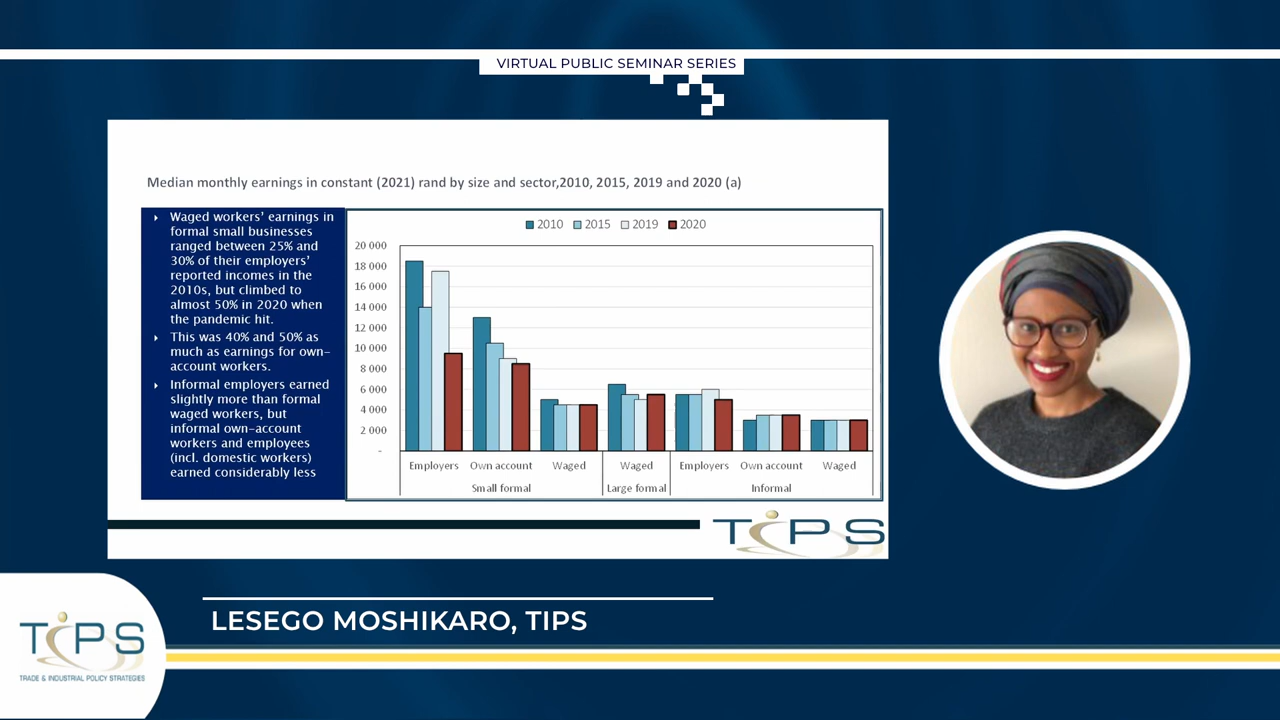 VIRTUAL PUBLIC SEMINAR SERIES
Median monthly earnings in constant (2021) rand by size and sector,2010, 2015, 2019 and 2020 (a)
Waged workers' earnings in
formal small businesses
ranged between 25% and
30% of their employers'
reported incomes in the
2010s, but climbed to
almost 50% in 2020 when
the pandemic hit.
This was 40% and 50% as
much as earnings for own-
account workers.
Informal employers earned
slightly more than formal
waged workers, but
informal own-account
workers and employees
(incl. domestic workers)
earned considerably less
2010 2015 2019 2020
20 000
18 000
16 000
14 000
12 000
10 000
8 000
6 000
4 000
2 000
-
Employers Own account Waged Waged Employers Own account Waged
Small formal Large formal Informal
TIPS
LESEGO MOSHIKARO, TIPS
TIPS
TRADE & INDUSTRIAL POLICY STRATEGIES